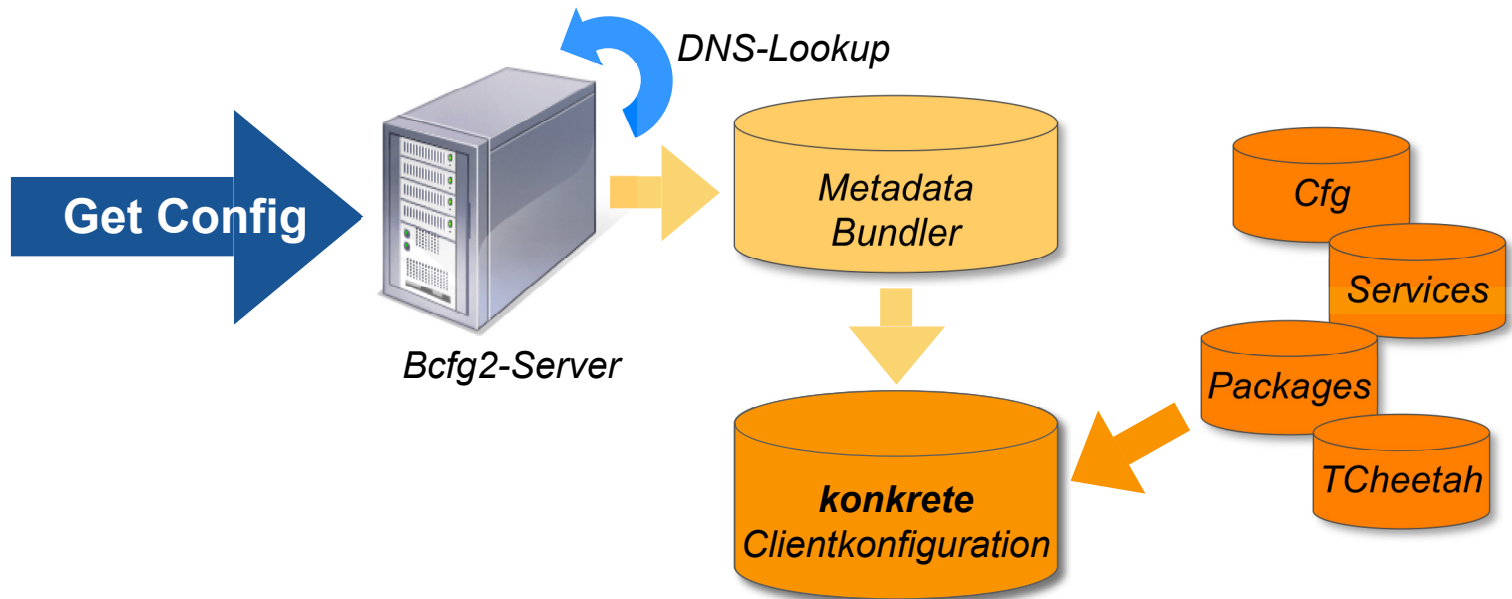 DNS-Lookup
Get Config
Bcfg2-Server
Metadata
Bundler
Cfg
Services
Packages
TCheetah
konkrete
Clientkonfiguration